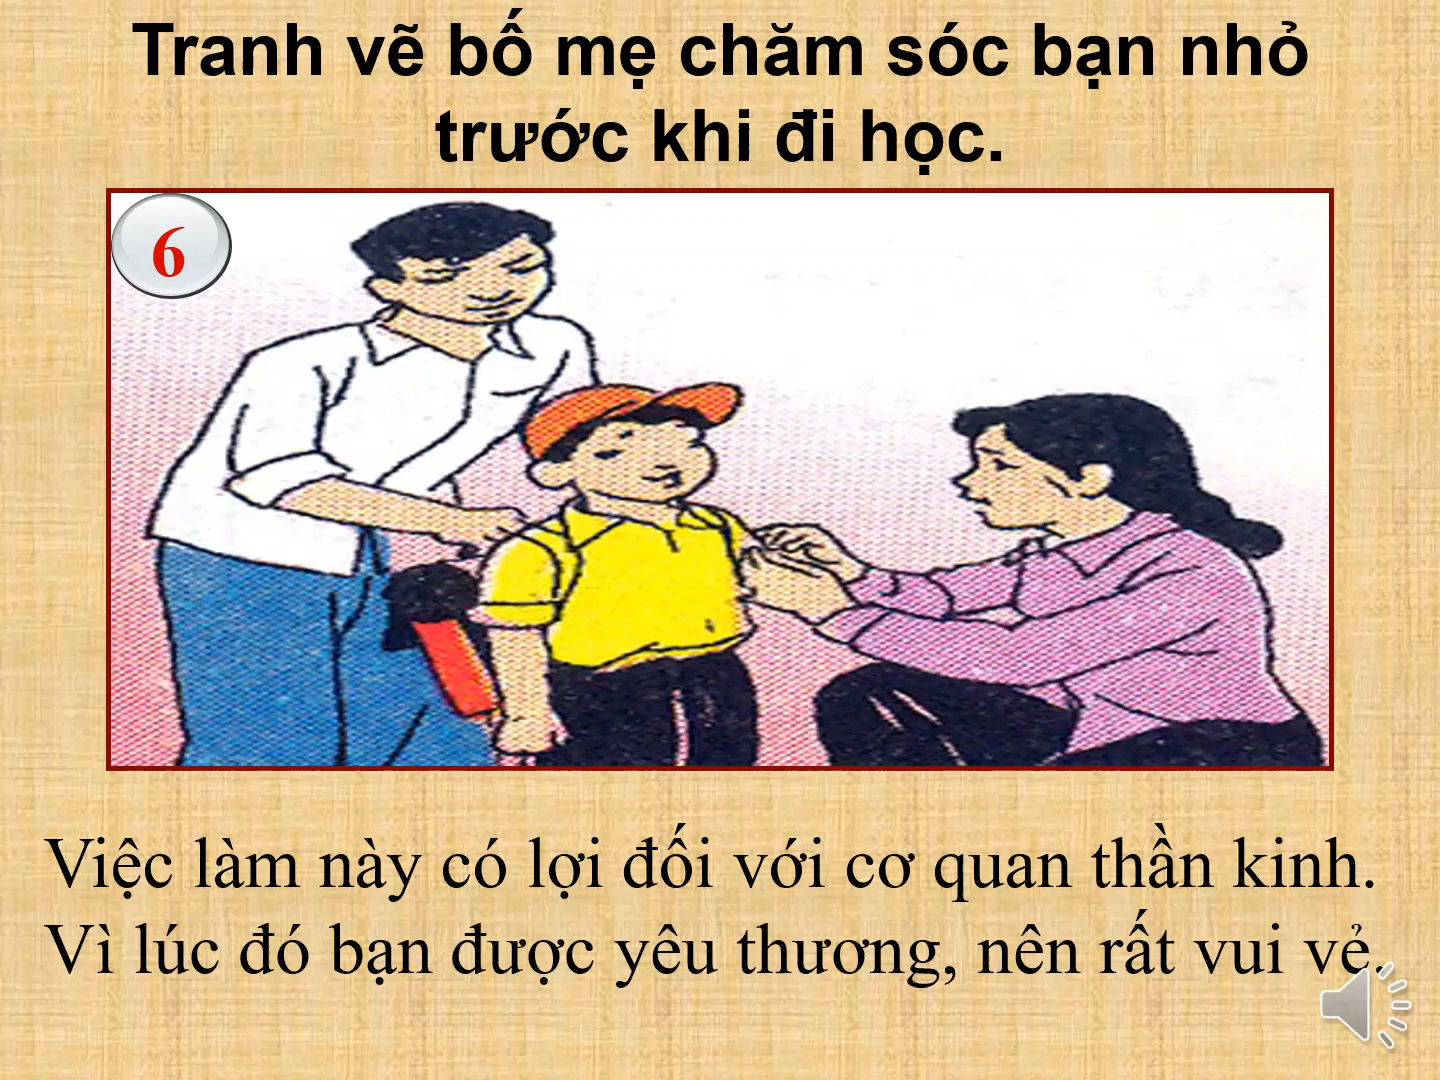 Tranh vẽ bố mẹ chăm sóc bạn nhỏ
trước khi đi học.
6
Việc làm này có lợi đối với cơ quan thần kinh.
Vì lúc đó bạn được yêu thương, nên rất vui vẻ.